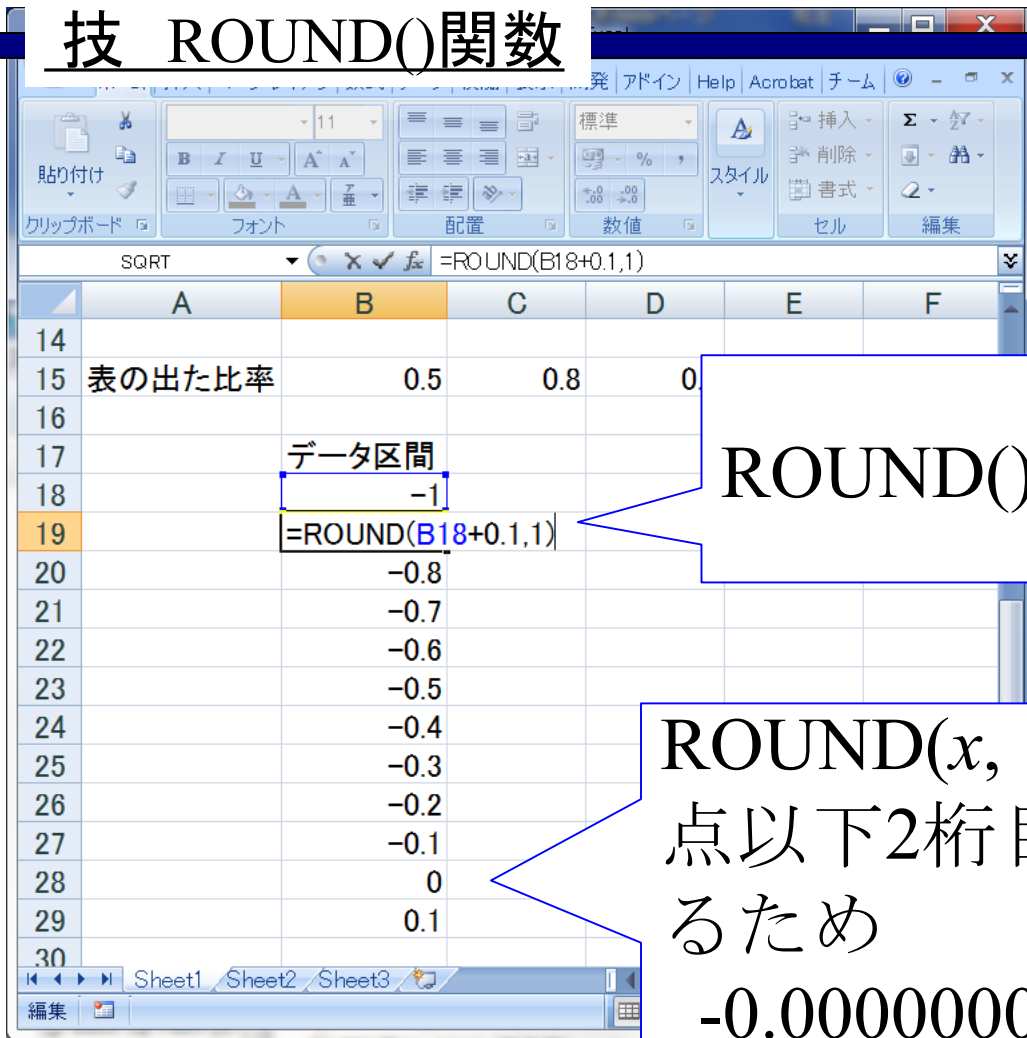 技 ROUND()関数
発 アドイン Help Acrobat チーム
貼り付け
クリップボード
11
B I U
フォント
配置
標準
%
数値
スタイル
挿入
削除
書式
セル
Σ
編集
SQRT
=ROUND(B18+0.1,1)
A B C D E F
14
15 表の出た比率 0.5 0.8 0.
16
17 データ区間
18 -1
19 =ROUND(B18+0.1,1)
20 -0.8
21 -0.7
22 -0.6
23 -0.5
24 -0.4
25 -0.3
26 -0.2
27 -0.1
28 0
29 0.1
30
ROUND()
ROUND(x,
点以下2桁目
るため
-0.0000000
Sheet1 Sheet2 Sheet3
編集